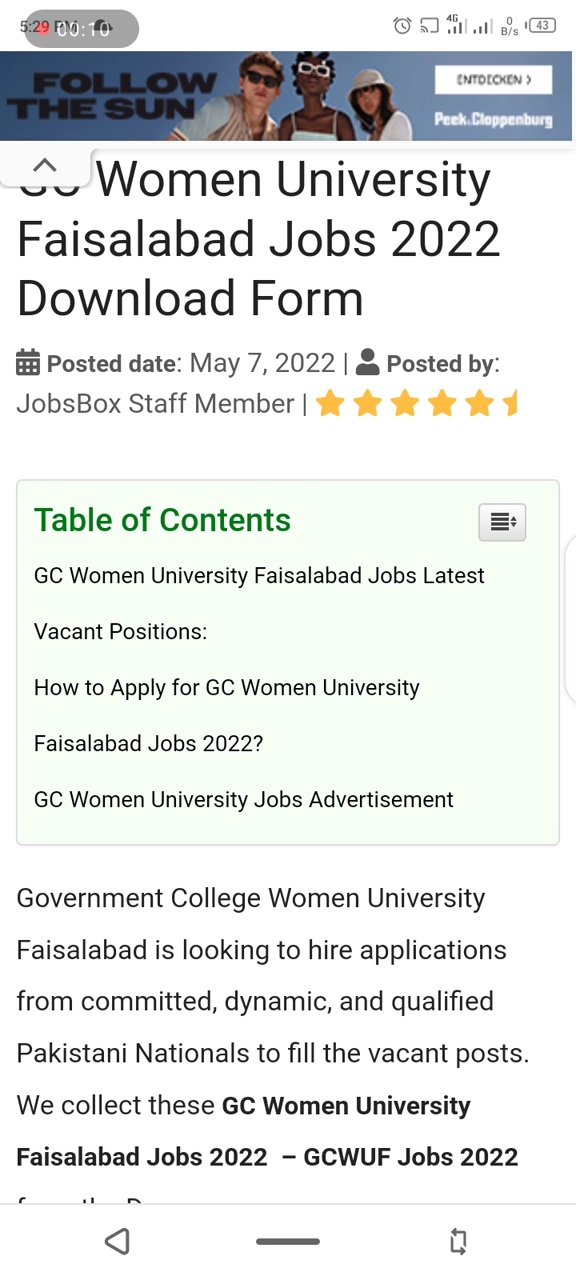 5:29 PM
00:10
4G
0
B/s
43
FOLLOW
THE SUN
ENTDECKEN >
Peek&Cloppenburg
GC Women University
Faisalabad Jobs 2022
Download Form
Posted date: May 7, 2022 | Posted by:
JobsBox Staff Member |
Table of Contents
GC Women University Faisalabad Jobs Latest
Vacant Positions:
How to Apply for GC Women University
Faisalabad Jobs 2022?
GC Women University Jobs Advertisement
Government College Women University
Faisalabad is looking to hire applications
from committed, dynamic, and qualified
Pakistani Nationals to fill the vacant posts.
We collect these GC Women University
Faisalabad Jobs 2022 – GCWUF Jobs 2022